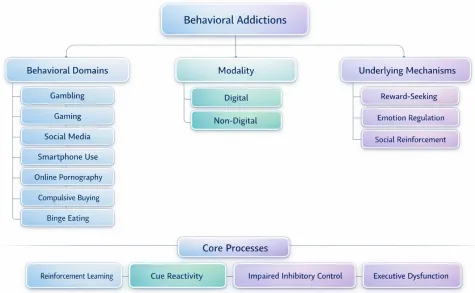 Behavioral Addictions
Behavioral Domains
Gambling
Gaming
Social Media
Smartphone Use
Online Pornography
Compulsive Buying
Binge Eating
Modality
Digital
Non-Digital
Underlying Mechanisms
Reward-Seeking
Emotion Regulation
Social Reinforcement
Core Processes
Reinforcement Learning
Cue Reactivity
Impaired Inhibitory Control
Executive Dysfunction